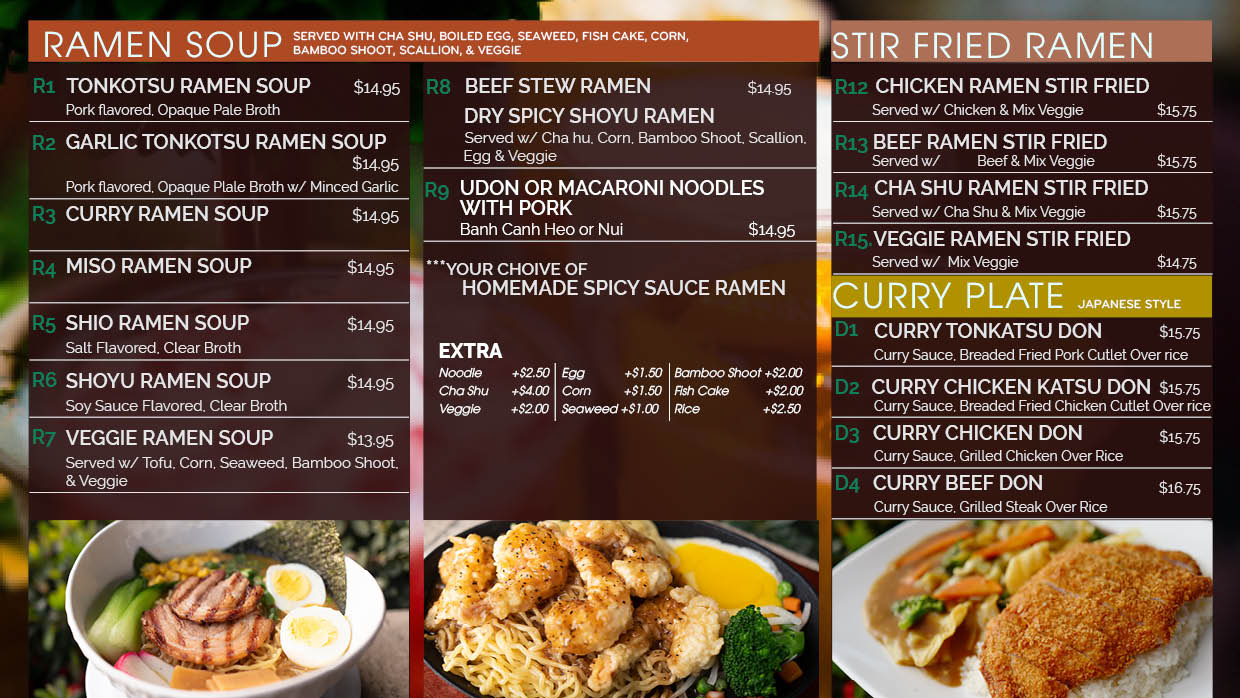 RAMEN SOUP SERVED WITH CHA SHU, BOILED EGG, SEAWEED, FISH CAKE, CORN,
BAMBOO SHOOT, SCALLION, & VEGGIE
R1 TONKOTSU RAMEN SOUP $14.95
Pork flavored, Opaque Pale Broth
R2 GARLIC TONKOTSU RAMEN SOUP
$14.95
Pork flavored, Opaque Plale Broth w/ Minced Garlic
R3 CURRY RAMEN SOUP $14.95
R4 MISO RAMEN SOUP $14.95
R5 SHIO RAMEN SOUP $14.95
Salt Flavored, Clear Broth
R6 SHOYU RAMEN SOUP $14.95
Soy Sauce Flavored, Clear Broth
R7 VEGGIE RAMEN SOUP $13.95
Served w/ Tofu, Corn, Seaweed, Bamboo Shoot,
& Veggie
R8 BEEF STEW RAMEN $14.95
DRY SPICY SHOYU RAMEN
Served w/ Cha hu, Corn, Bamboo Shoot, Scallion,
Egg & Veggie
R9 UDON OR MACARONI NOODLES
WITH PORK
Banh Canh Heo or Nui $14.95
***YOUR CHOIVE OF
HOMEMADE SPICY SAUCE RAMEN
EXTRA
Noodle +$2.50 Egg +$1.50 Bamboo Shoot +$2.00
Cha Shu +$4.00 Corn +$1.50 Fish Cake +$2.00
Veggie +$2.00 Seaweed +$1.00 Rice +$2.50
STIR FRIED RAMEN
R12 CHICKEN RAMEN STIR FRIED
Served w/ Chicken & Mix Veggie $15.75
R13 BEEF RAMEN STIR FRIED
Served w/ Beef & Mix Veggie $15.75
R14 CHA SHU RAMEN STIR FRIED
Served w/ Cha Shu & Mix Veggie $15.75
R15. VEGGIE RAMEN STIR FRIED
Served w/ Mix Veggie $14.75
CURRY PLATE JAPANESE STYLE
D1 CURRY TONKATSU DON $15.75
Curry Sauce, Breaded Fried Pork Cutlet Over rice
D2 CURRY CHICKEN KATSU DON $15.75
Curry Sauce, Breaded Fried Chicken Cutlet Over rice
D3 CURRY CHICKEN DON $15.75
Curry Sauce, Grilled Chicken Over Rice
D4 CURRY BEEF DON $16.75
Curry Sauce, Grilled Steak Over Rice